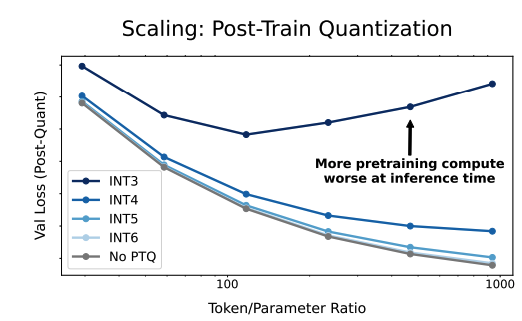 Scaling: Post-Train Quantization
Val Loss (Post-Quant)
More pretraining compute
worse at inference time
INT3
INT4
INT5
INT6
No PTQ
100
1000
Token/Parameter Ratio